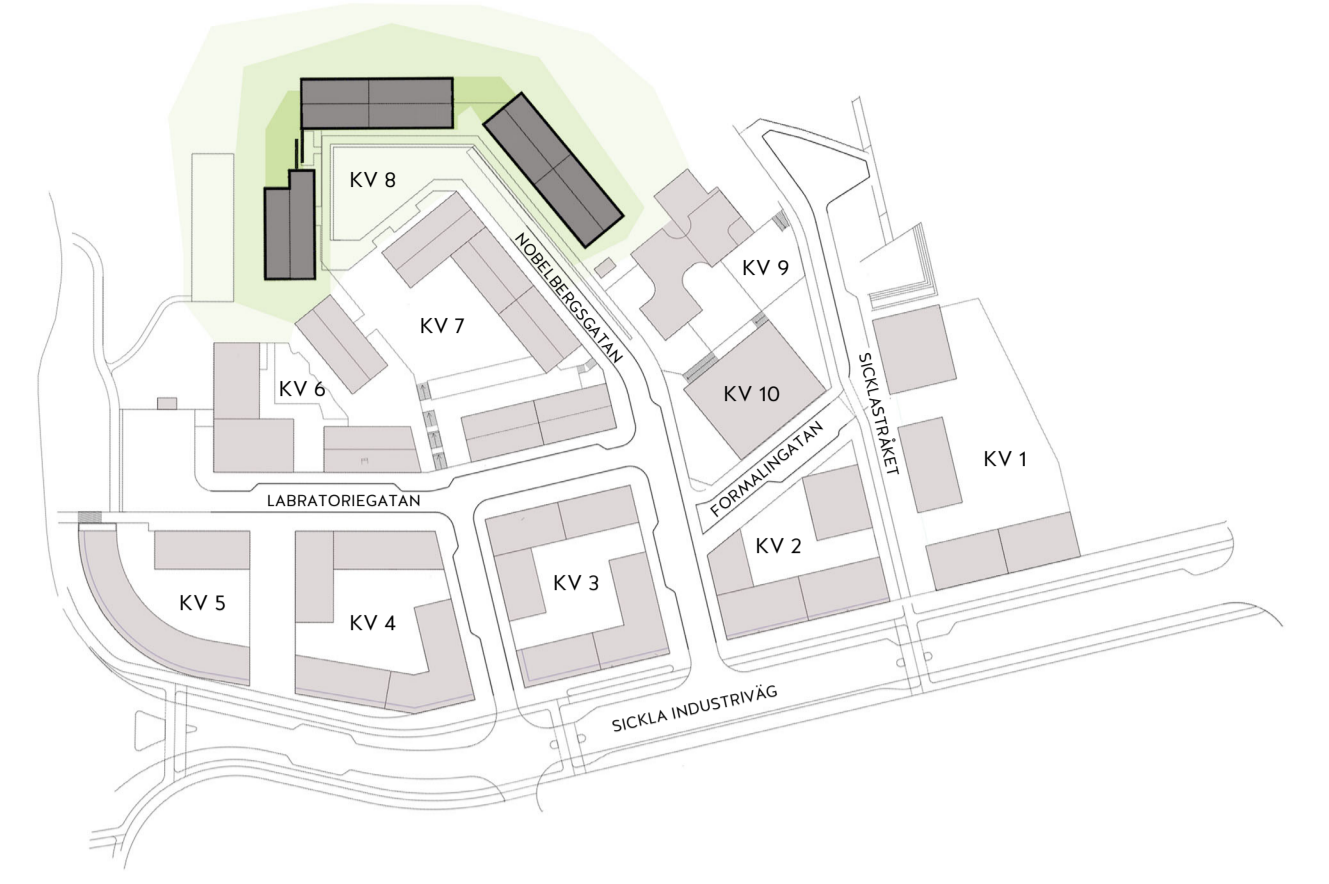 KV 8
NOBELBERGSGATAN
KV 9
KV 7
KV 6
KV 10
SICKLASTRÅKET
FORMALINGATAN
KV 1
LABRATORIEGATAN
KV 2
KV 3
KV 5
KV 4
SICKLA INDUSTRIVÄG